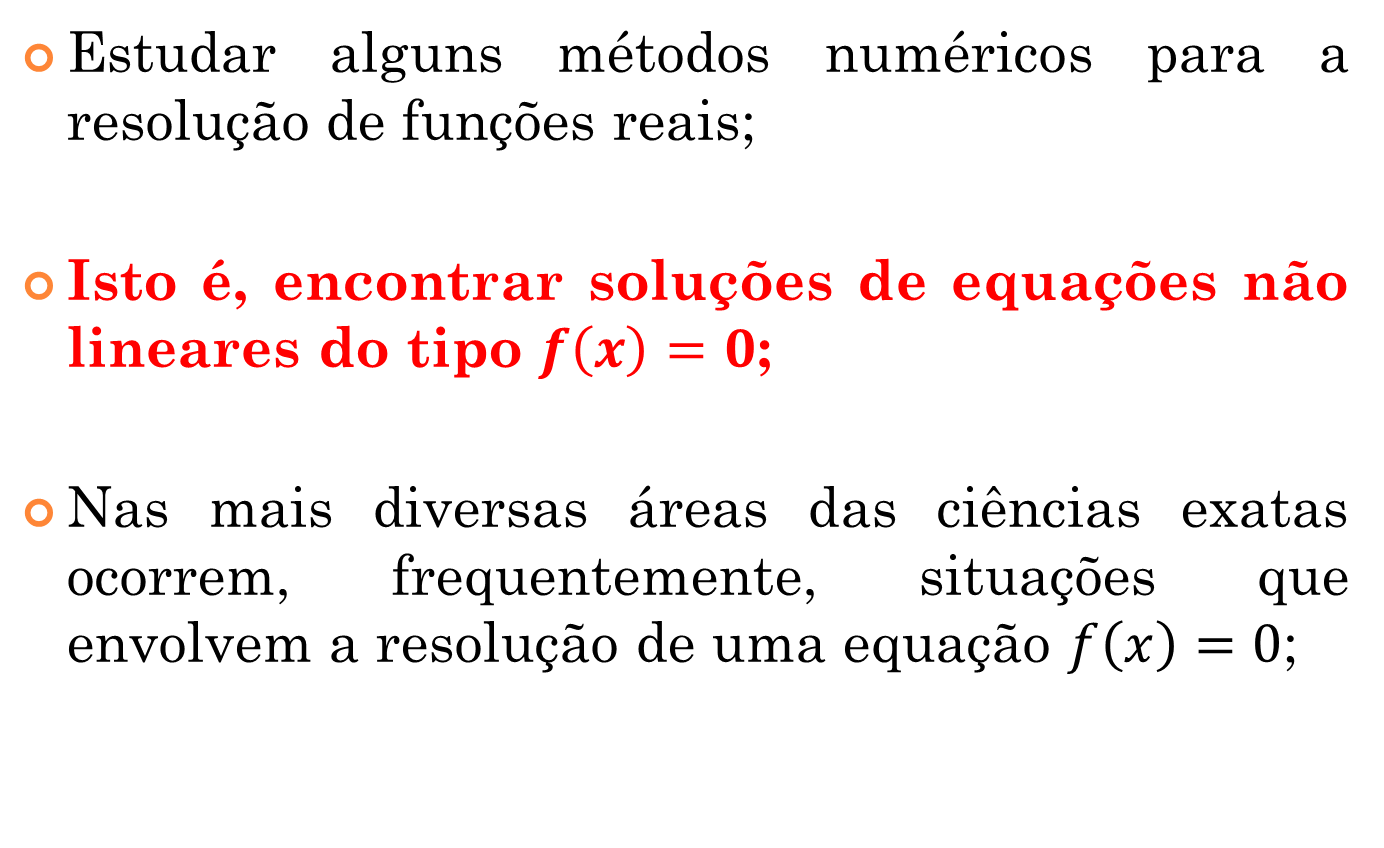 Estudar alguns métodos numéricos para a
resolução de funções reais;
Isto é, encontrar soluções de equações não
lineares do tipo f(x) = 0;
Nas mais diversas áreas das ciências exatas
ocorrem, frequentemente, situações que
envolvem a resolução de uma equação f(x) = 0;